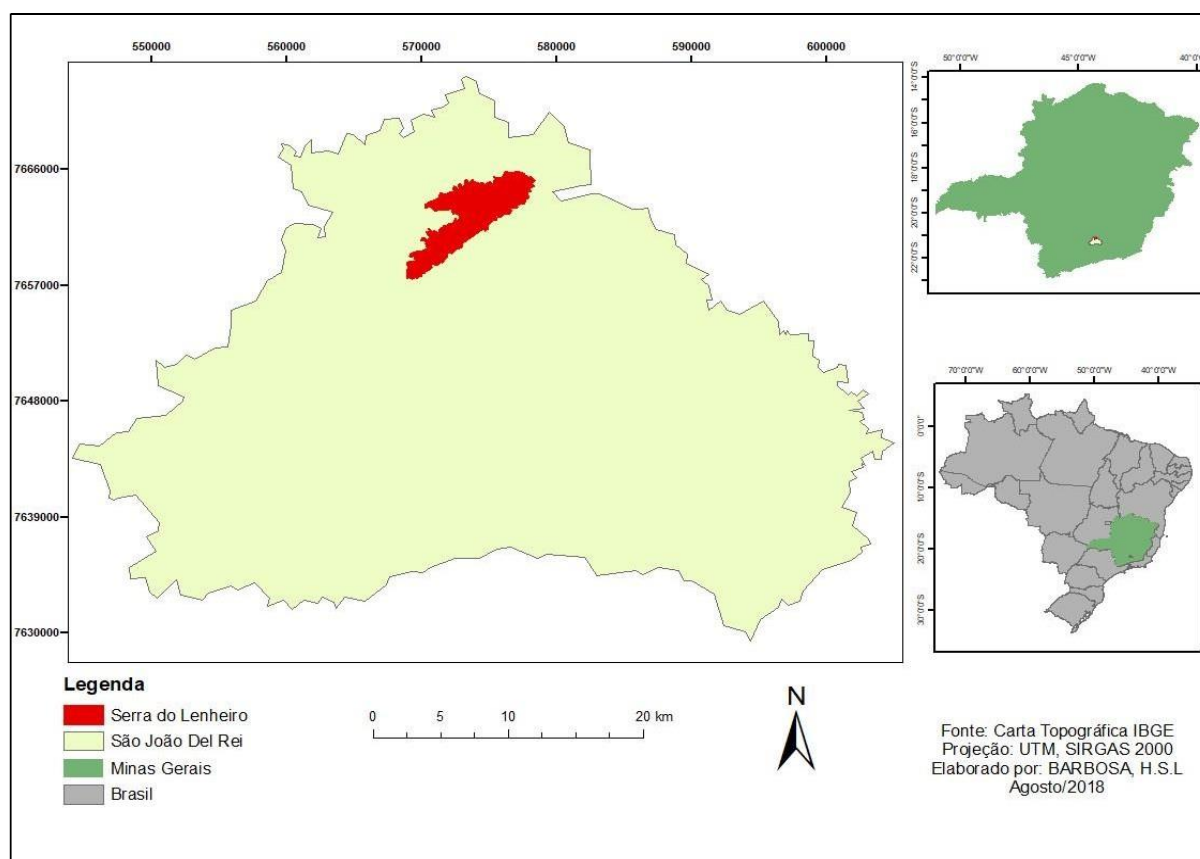 550000 560000 570000 580000 590000 600000
7666000
7657000
7648000
7639000
7630000
50°0'0"W 45°0'0"W 40°0'0"W
14°0'0"S
16°0'0"S
18°0'0"S
20°0'0"S
22°0'0"S
70°0'0"W 60°0'0"W 50°0'0"W 40°0'0"W
0°0'0"
10°0'0"S
20°0'0"S
30°0'0"S
Legenda
Serra do Lenheiro
São João Del Rei
Minas Gerais
Brasil
0 5 10 20 km
N
Fonte: Carta Topográfica IBGE
Projeção: UTM, SIRGAS 2000
Elaborado por: BARBOSA, H.S.L
Agosto/2018